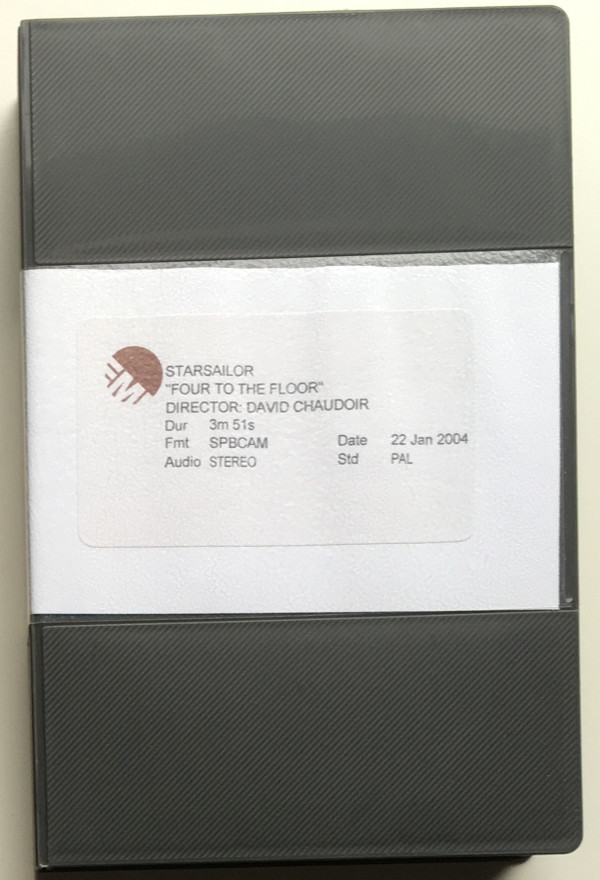 EMI
STARSAILOR
"FOUR TO THE FLOOR"
DIRECTOR: DAVID CHAUDOIR
Dur 3m 51s
Fmt SPBCAM Date 22 Jan 2004
Audio STEREO Std PAL